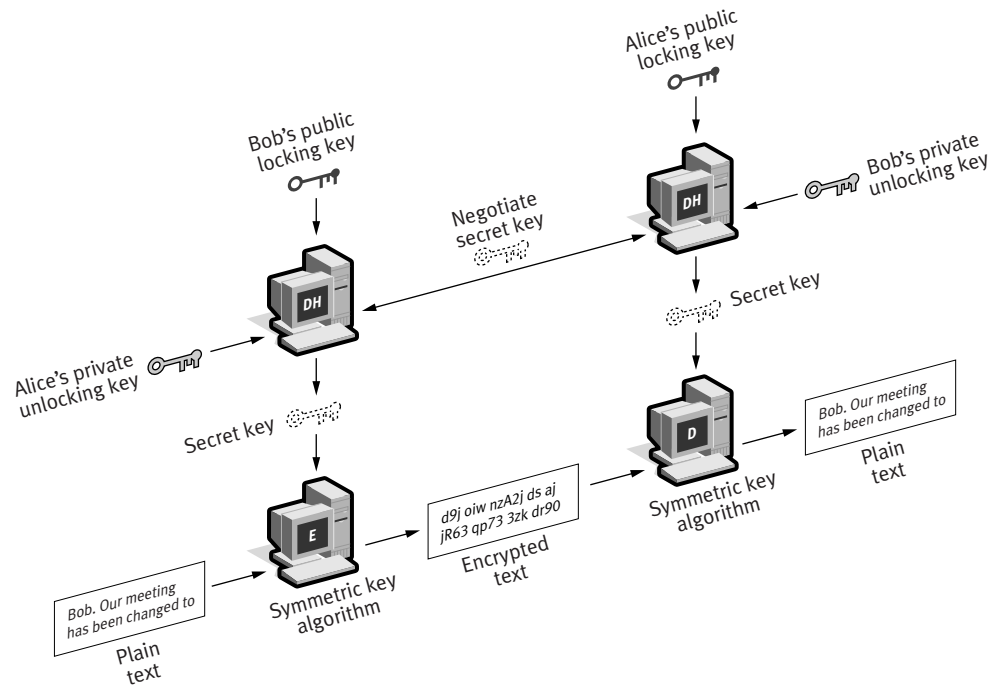 Alice's public
locking key
Bob's public
locking key
DH
Bob's private
unlocking key
Negotiate
secret key
DH
Secret key
Alice's private
unlocking key
Secret key
Bob. Our meeting
has been changed to
Plain
text
D
Symmetric key
algorithm
d9j oiw nzA2j ds aj
jR63 qp73 3zk dr90
Encrypted
text
E
Symmetric key
algorithm
Bob. Our meeting
has been changed to
Plain
text